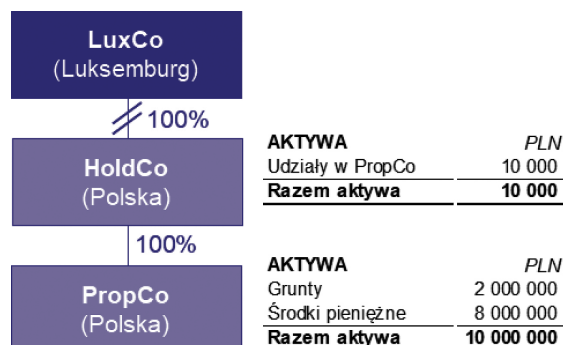 LuxCo
(Luksemburg)
100%
HoldCo
(Polska)
AKTYWA PLN
Udziały w PropCo 10 000
Razem aktywa 10 000
100%
PropCo
(Polska)
AKTYWA PLN
Grunty 2 000 000
Środki pieniężne 8 000 000
Razem aktywa 10 000 000